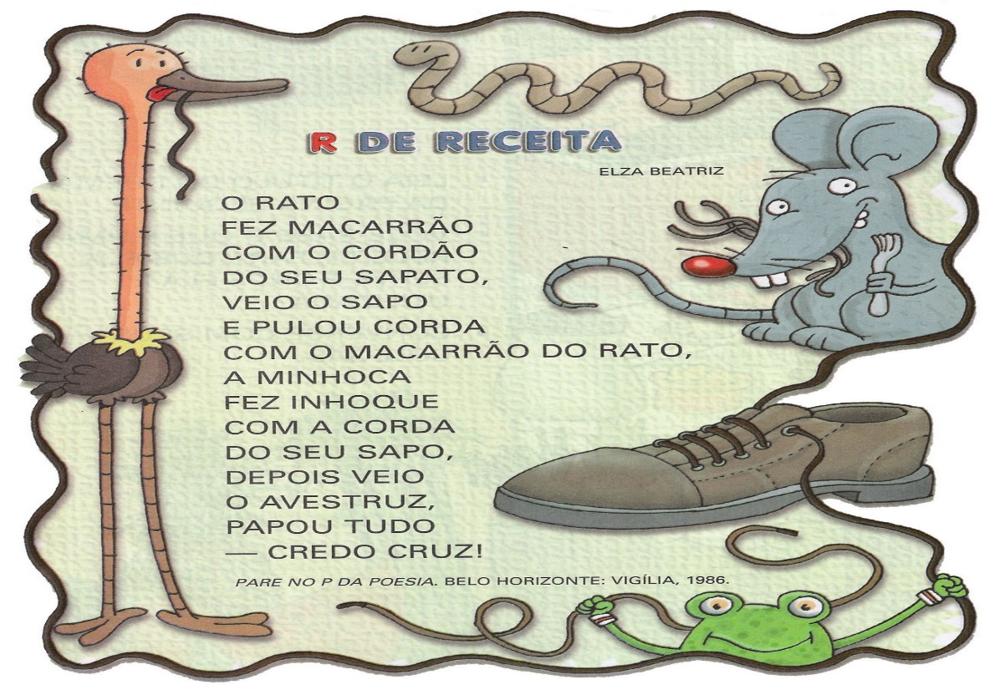 R DE RECEITA
ELZA BEATRIZ
O RATO
FEZ MACARRÃO
COM O CORDÃO
DO SEU SAPATO,
VEIO O SAPO
E PULOU CORDA
COM O MACARRÃO DO RATO,
A MINHOCA
FEZ INHOQUE
COM A CORDA
DO SEU SAPO,
DEPOIS VEIO
O AVESTRUZ,
PAPOU TUDO
— CREDO CRUZ!
PARE NO P DA POESIA. BELO HORIZONTE: VIGÍLIA, 1986.